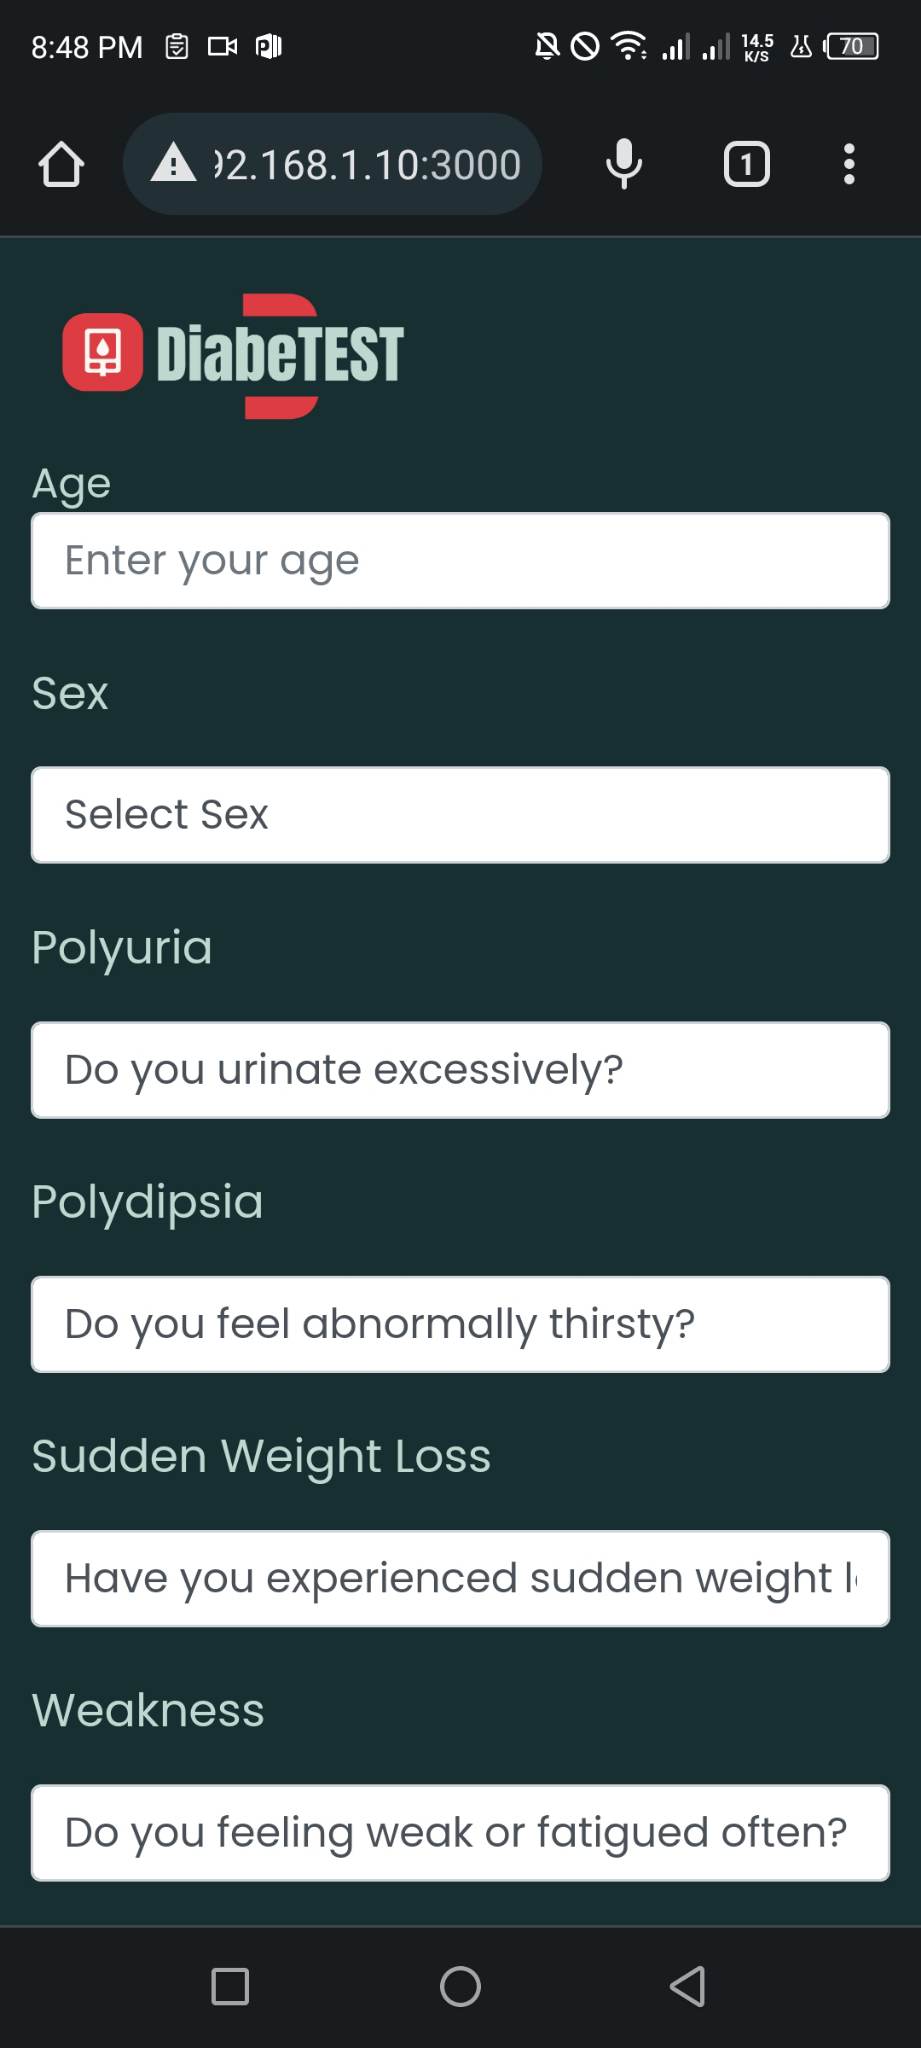 8:48 PM
14.5
K/S
70
92.168.1.10:3000
1
DiabeTEST
Age
Enter your age
Sex
Select Sex
Polyuria
Do you urinate excessively?
Polydipsia
Do you feel abnormally thirsty?
Sudden Weight Loss
Have you experienced sudden weight l
Weakness
Do you feeling weak or fatigued often?